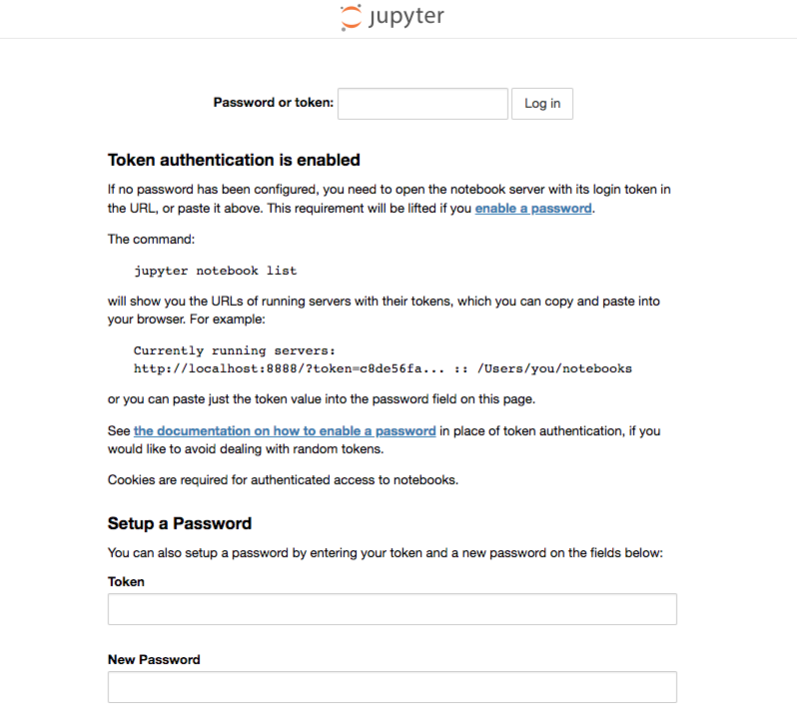 jupyter
Password or token:
Log in
Token authentication is enabled
If no password has been configured, you need to open the notebook server with its login token in
the URL, or paste it above. This requirement will be lifted if you enable a password.
The command:
jupyter notebook list
will show you the URLs of running servers with their tokens, which you can copy and paste into
your browser. For example:
Currently running servers:
http://localhost:8888/?token=c8de56fa... :: /Users/you/notebooks
or you can paste just the token value into the password field on this page.
See the documentation on how to enable a password in place of token authentication, if you
would like to avoid dealing with random tokens.
Cookies are required for authenticated access to notebooks.
Setup a Password
You can also setup a password by entering your token and a new password on the fields below:
Token
New Password